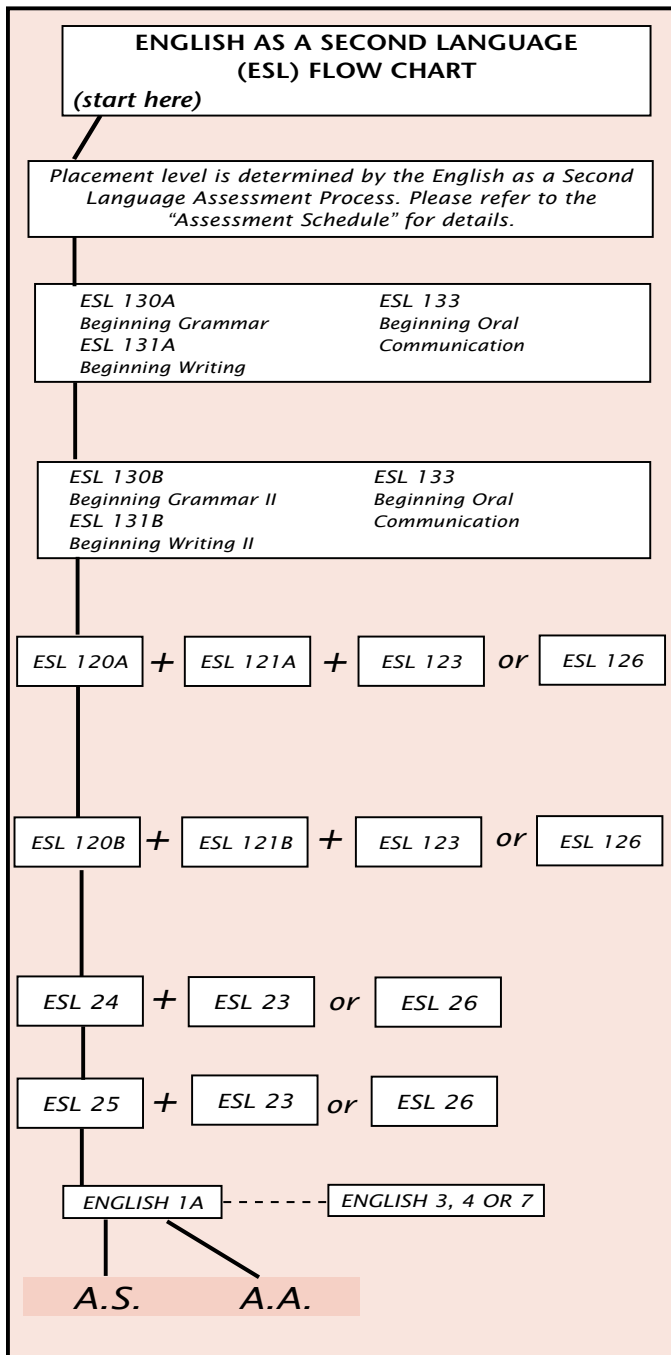 ENGLISH AS A SECOND LANGUAGE
(ESL) FLOW CHART
(start here)
Placement level is determined by the English as a Second
Language Assessment Process. Please refer to the
“Assessment Schedule” for details.
ESL 130A
Beginning Grammar
ESL 131A
Beginning Writing
ESL 133
Beginning Oral
Communication
ESL 130B
Beginning Grammar II
ESL 131B
Beginning Writing II
ESL 133
Beginning Oral
Communication
ESL 120A + ESL 121A + ESL 123 or ESL 126
ESL 120B + ESL 121B + ESL 123 or ESL 126
ESL 24 + ESL 23 or ESL 26
ESL 25 + ESL 23 or ESL 26
ENGLISH 1A ENGLISH 3, 4 OR 7
A.S. A.A.